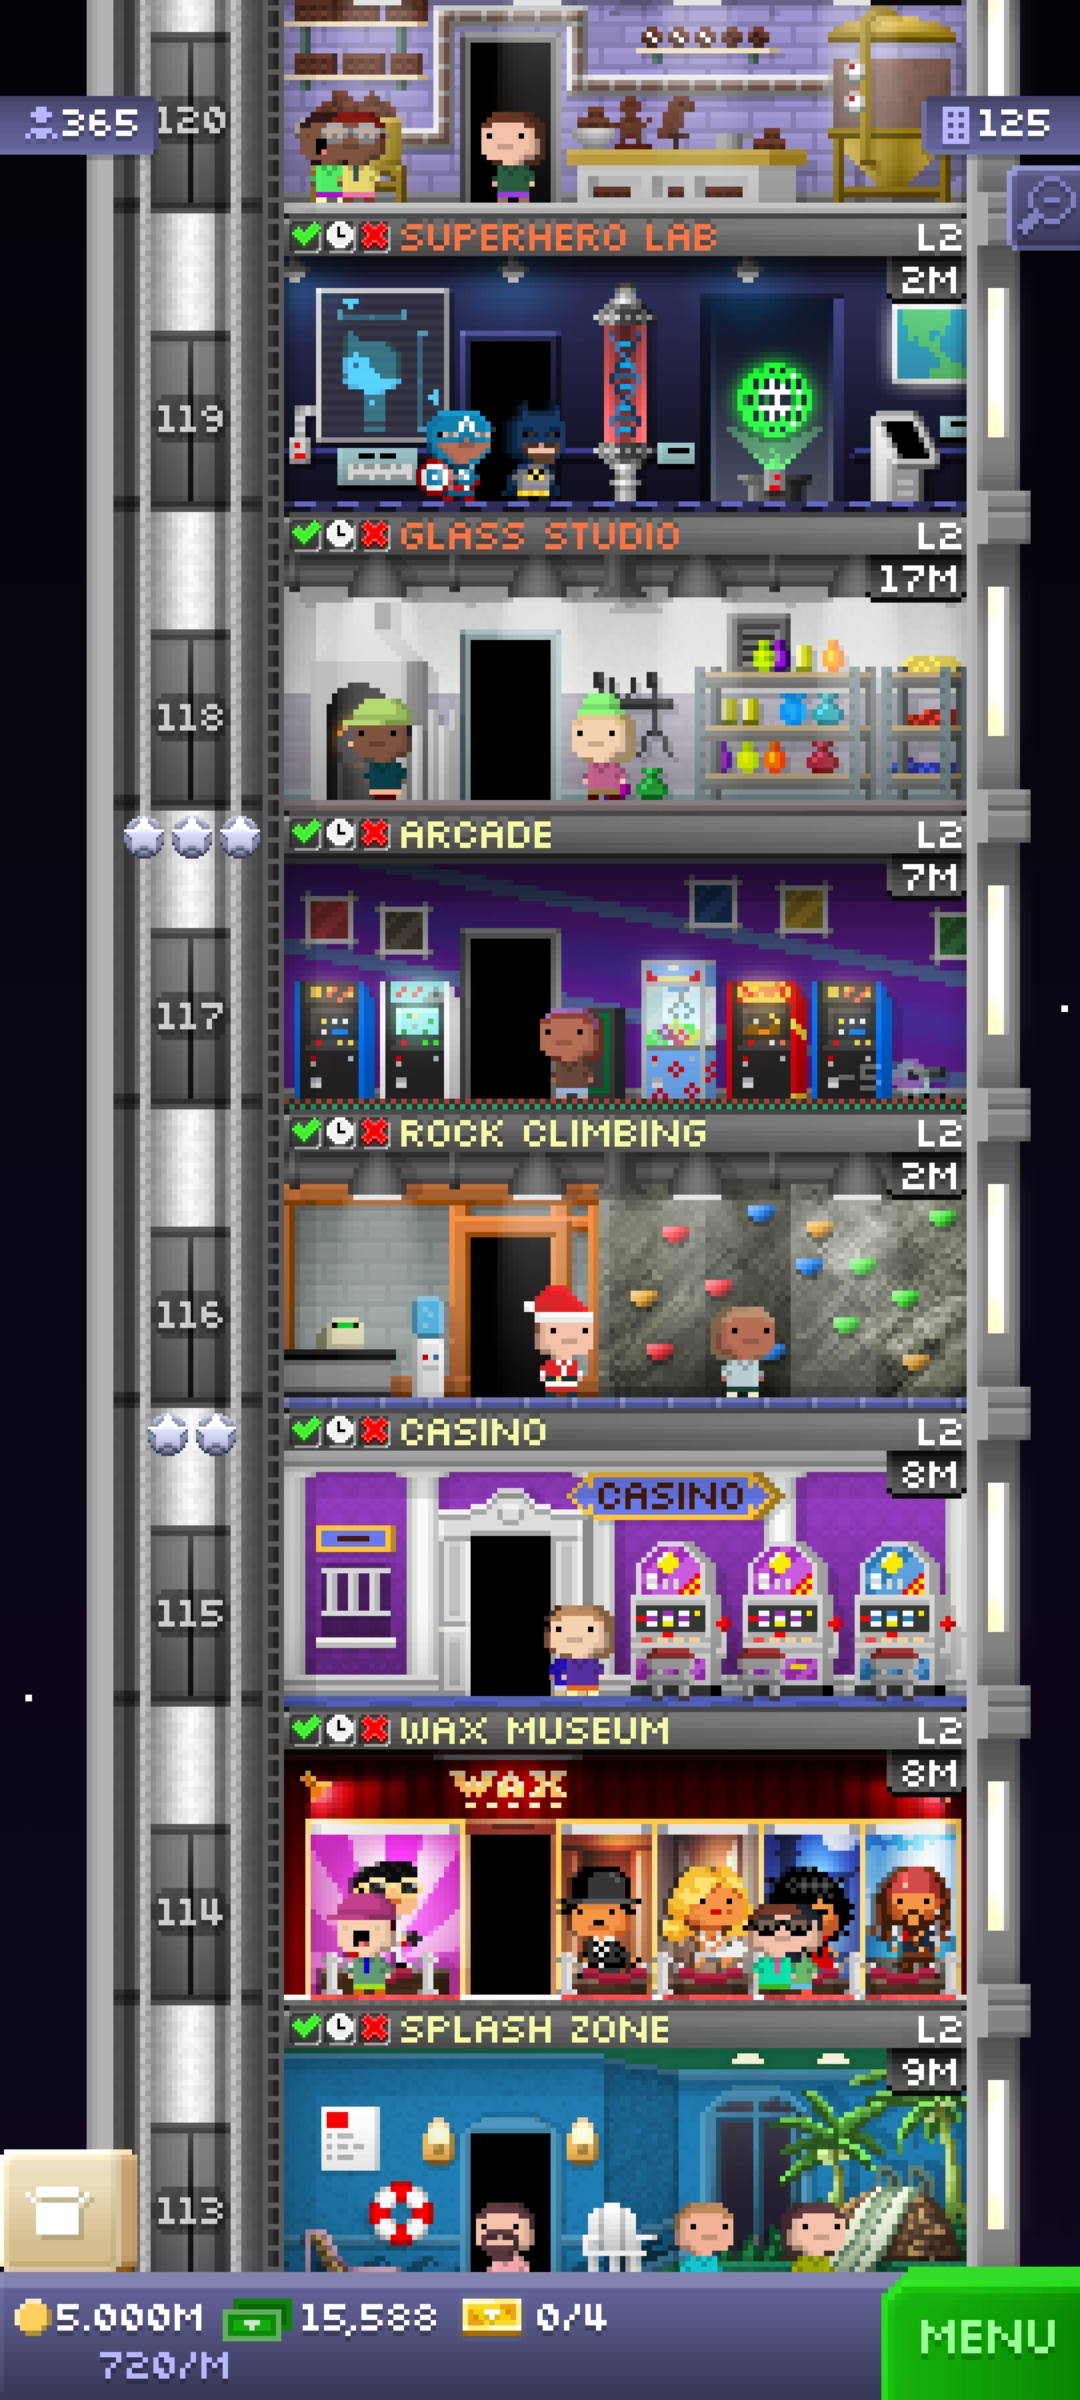 365
120
125
SUPERHERO LAB L2
2M
119
GLASS STUDIO L2
17M
118
ARCADE L2
7M
117
-5
ROCK CLIMBING L2
2M
116
CASINO L2
8M
CASINO
115
WAX MUSEUM L2
8M
WAX
114
SPLASH ZONE L2
9M
113
5.000M 15,588 0/4
720/M
MENU